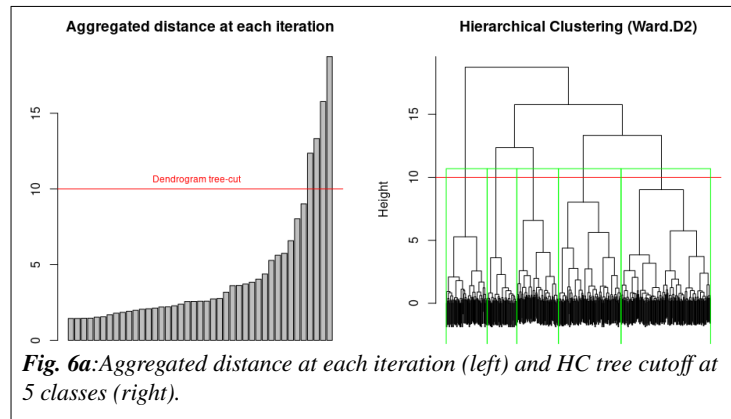 Aggregated distance at each iteration
15
10
5
0
Dendrogram tree-cut
Hierarchical Clustering (Ward.D2)
Height
15
10
5
0
Fig. 6a:Aggregated distance at each iteration (left) and HC tree cutoff at
5 classes (right).